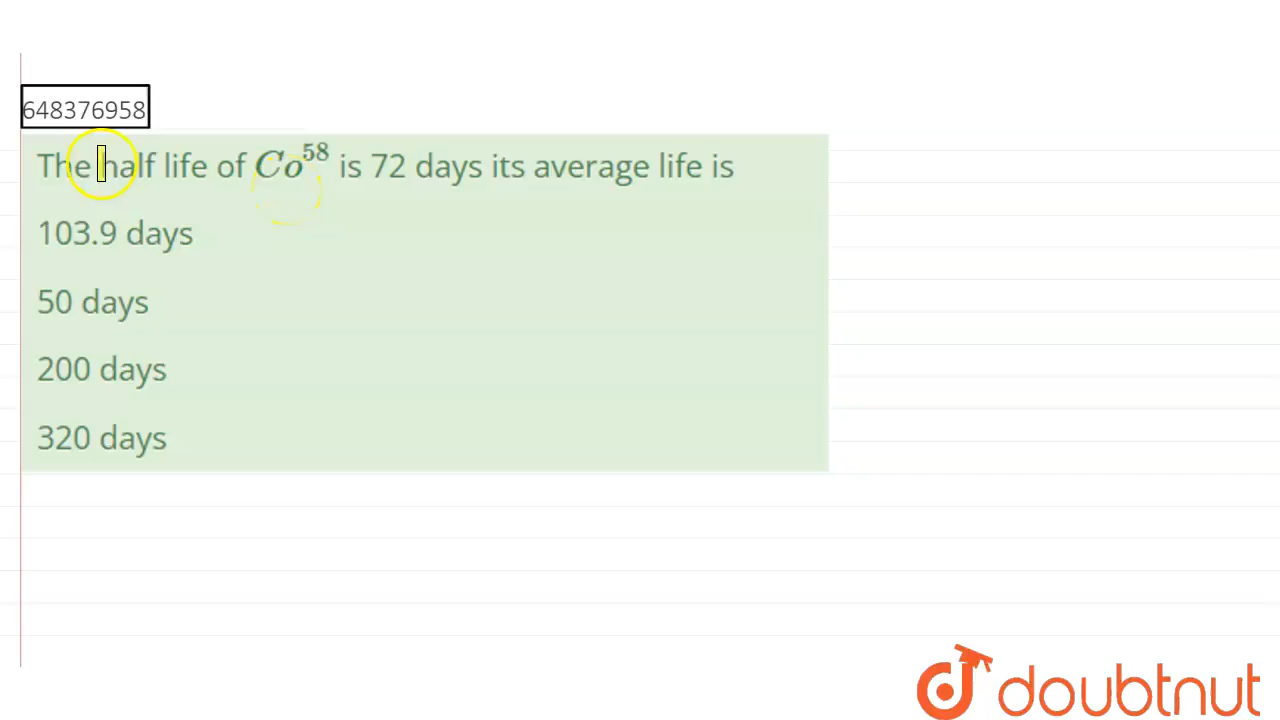 648376958
The half life of Co^58 is 72 days its average life is
103.9 days
50 days
200 days
320 days
doubtnut